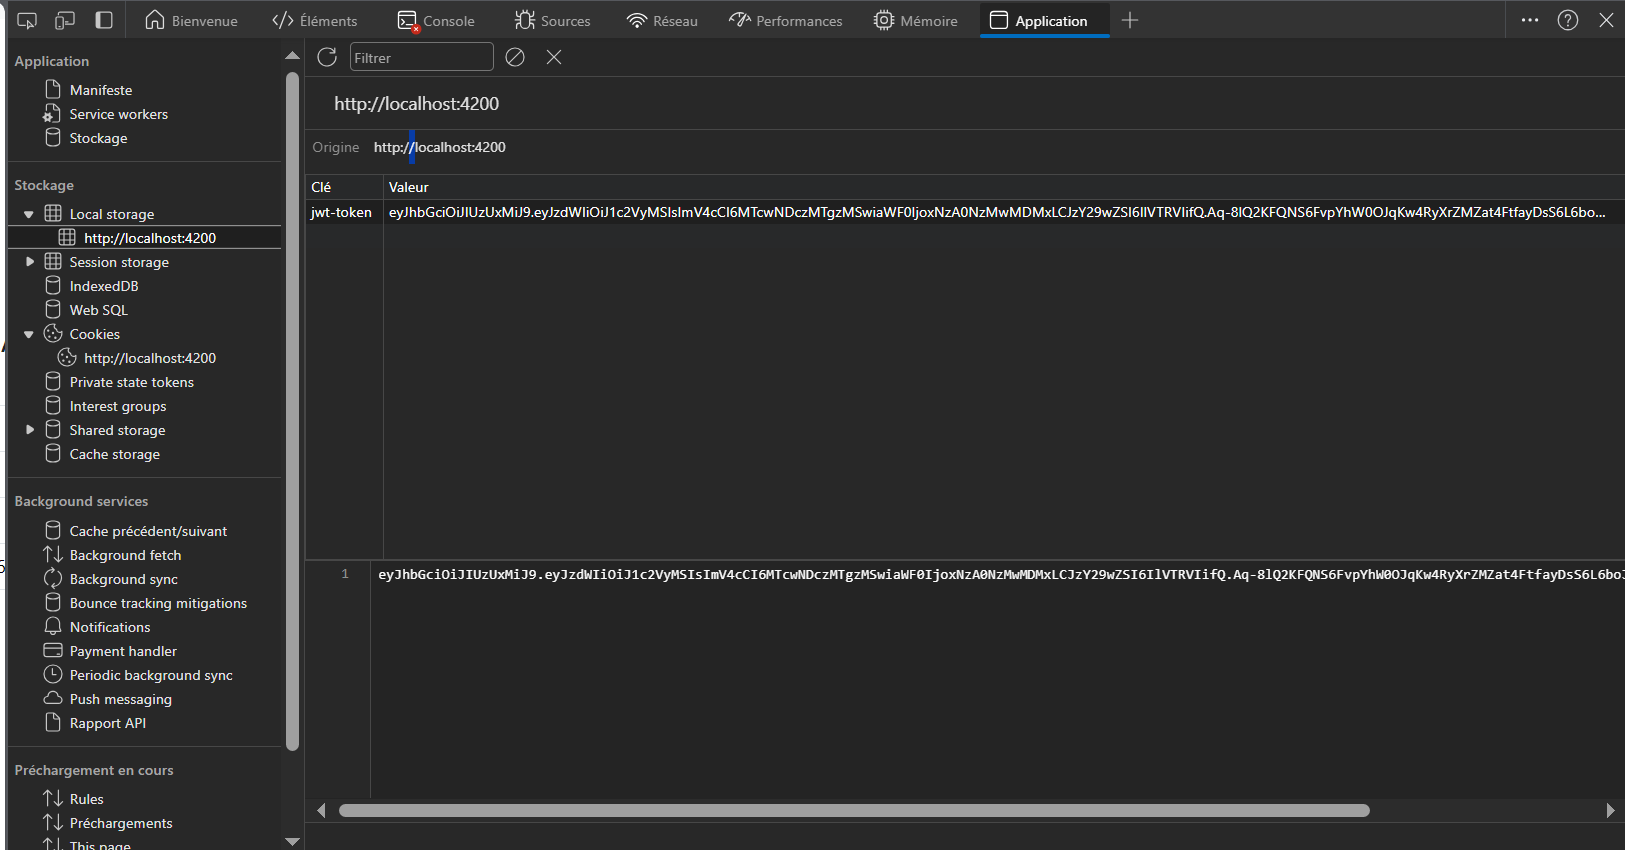 Bienvenue Éléments Console Sources Réseau Performances Mémoire Application
Filtrer
Application
Manifeste
Service workers
Stockage
Stockage
Local storage
http://localhost:4200
Session storage
IndexedDB
Web SQL
Cookies
http://localhost:4200
Private state tokens
Interest groups
Shared storage
Cache storage
Background services
Cache précédent/suivant
Background fetch
Background sync
Bounce tracking mitigations
Notifications
Payment handler
Periodic background sync
Push messaging
Rapport API
Préchargement en cours
Rules
Préchargements
This page
http://localhost:4200
Origine http://localhost:4200
Clé Valeur
jwt-token eyJhbGciOiJIUzUxMiJ9.eyJzdWIiOiJ1c2VyMSIsImV4cCI6MTcwNDczMTgzMSwiaWF0IjoxNzA0NzMwMDMxLCJzY29wZSI6IlVTRVIifQ.Aq-8lQ2KFQNS6FvpYhW0OJqKw4RyXrZMZat4FtfayDsS6L6bo...
1 eyJhbGciOiJIUzUxMiJ9.eyJzdWIiOiJ1c2VyMSIsImV4cCI6MTcwNDczMTgzMSwiaWF0IjoxNzA0NzMwMDMxLCJzY29wZSI6IlVTRVIifQ.Aq-8lQ2KFQNS6FvpYhW0OJqKw4RyXrZMZat4FtfayDsS6L6boJ